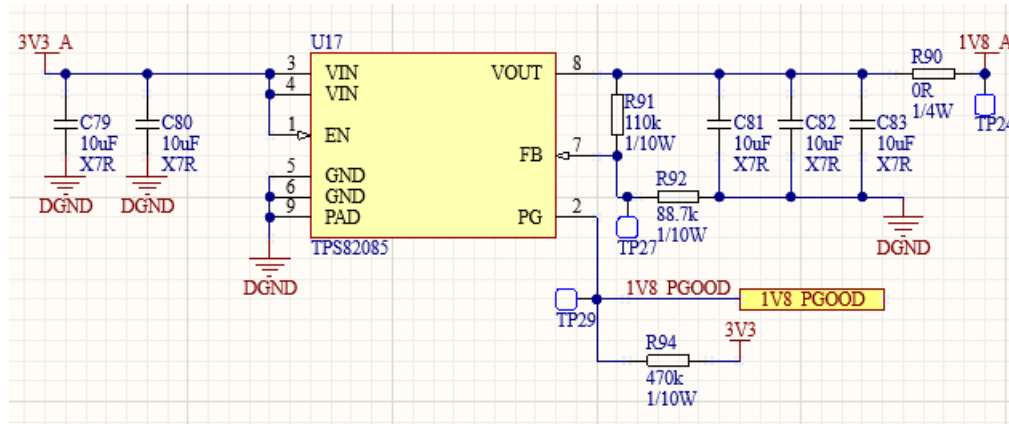 3V3_A
U17
3
VIN
4
VIN
1
EN
5
GND
6
GND
9
PAD
VOUT
8
FB
7
PG
2
TPS82085
C79
10uF
X7R
C80
10uF
X7R
DGND
DGND
DGND
R91
110k
1/10W
C81
10uF
X7R
C82
10uF
X7R
C83
10uF
X7R
R90
0R
1/4W
1V8_A
TP24
R92
88.7k
1/10W
TP27
DGND
1V8_PGOOD
1V8_PGOOD
TP29
R94
470k
1/10W
3V3